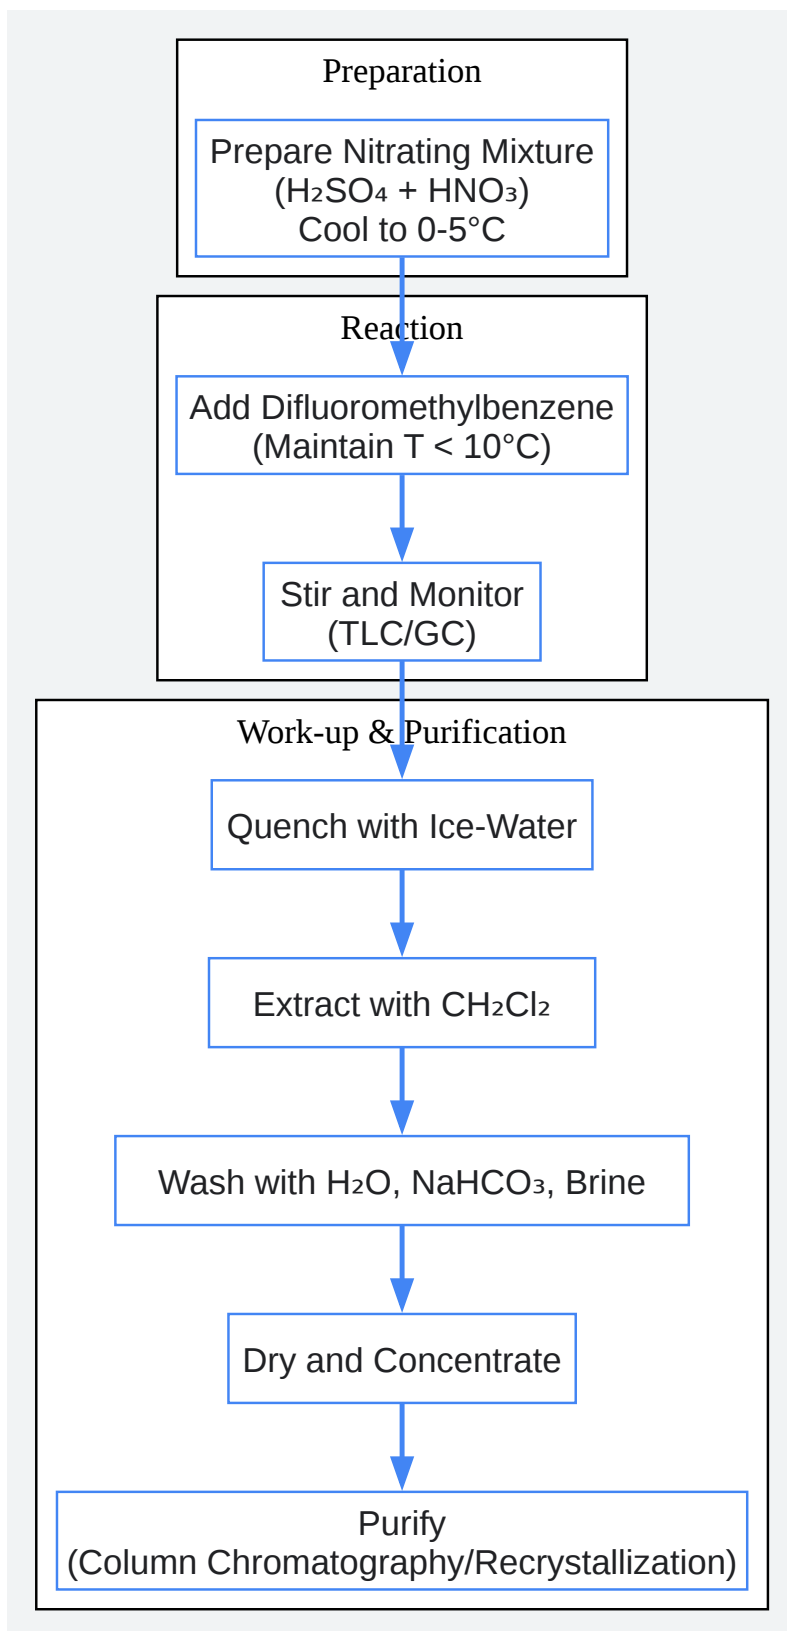 Preparation
Prepare Nitrating Mixture
(H₂SO₄ + HNO₃)
Cool to 0-5°C
Reaction
Add Difluoromethylbenzene
(Maintain T < 10°C)
Stir and Monitor
(TLC/GC)
Work-up & Purification
Quench with Ice-Water
Extract with CH₂Cl₂
Wash with H₂O, NaHCO₃, Brine
Dry and Concentrate
Purify
(Column Chromatography/Recrystallization)